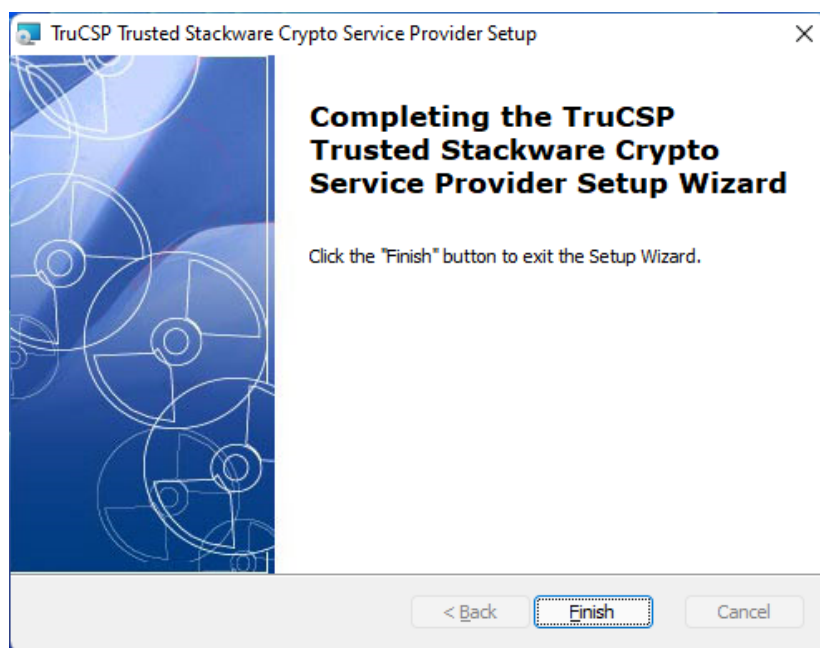 TruCSP Trusted Stackware Crypto Service Provider Setup
Completing the TruCSP
Trusted Stackware Crypto
Service Provider Setup Wizard
Click the "Finish" button to exit the Setup Wizard.
< Back
Finish
Cancel